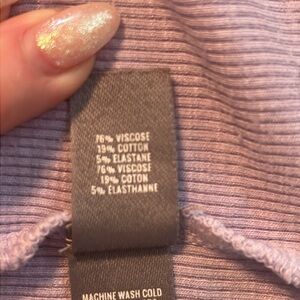 76% VISCOSE
19% COTTON
5% ELASTANE
76% VISCOSE
19% COTON
5% ELASTHANNE
MACHINE WASH COLD